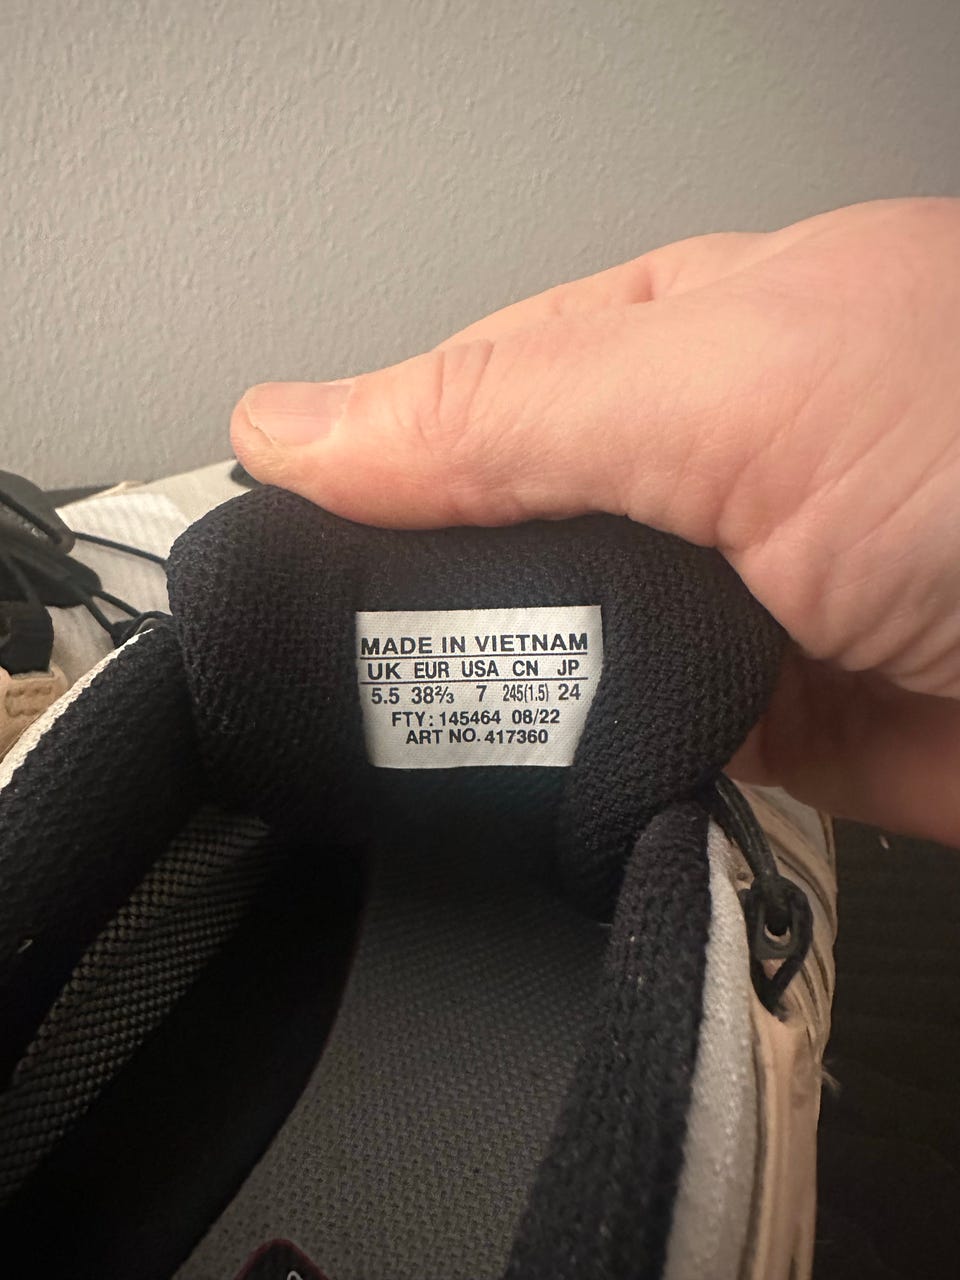 MADE IN VIETNAM
UK EUR USA CN JP
5.5 38⅔ 7 245(1.5) 24
FTY: 145464 08/22
ART NO. 417360